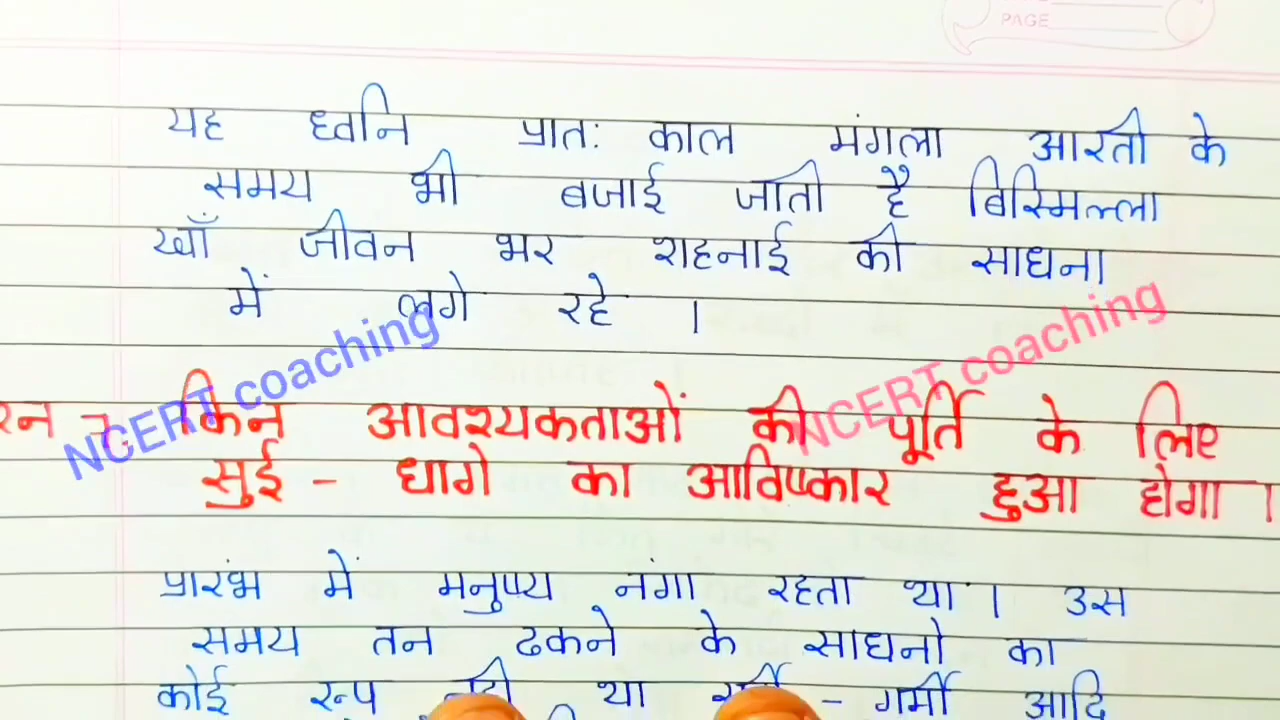 PAGE
यह ध्वनि प्रात: काल मंगला आरती के
समय भी बजाई जाती है बिस्मिल्ला
खाँ जीवन भर शहनाई की साधना
में लगे रहे ।
NCERT coaching
NCERT coaching
किन आवश्यकताओं की पूर्ति के लिए
सुई - धागे का आविष्कार हुआ होगा ।
प्रारंभ में मनुष्य नंगा रहता था । उस
समय तन ढकने के साधनो का
कोई रूप था - गर्मी आदि